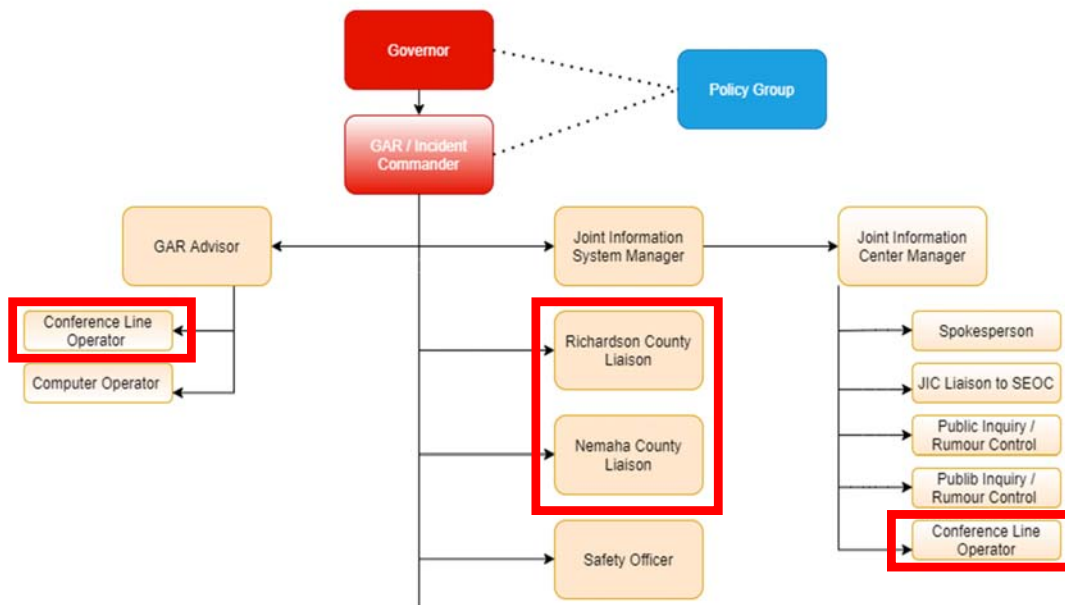 Governor
Policy Group
GAR / Incident
Commander
GAR Advisor
Joint Information
System Manager
Joint Information
Center Manager
Conference Line
Operator
Computer Operator
Richardson County
Liaison
Nemaha County
Liaison
Safety Officer
Spokesperson
JIC Liaison to SEOC
Public Inquiry /
Rumour Control
Publib Inquiry /
Rumour Control
Conference Line
Operator